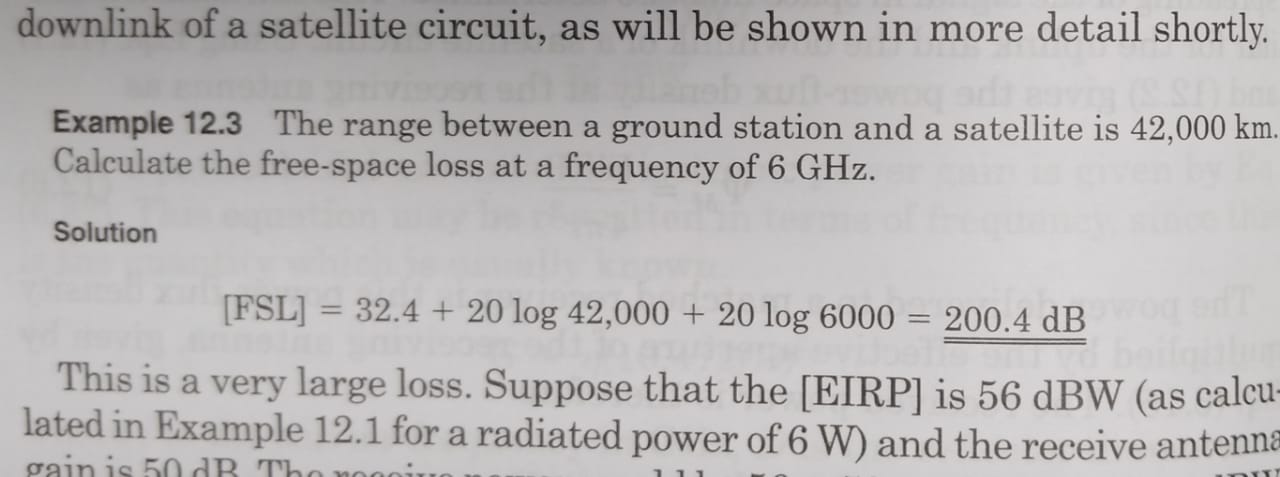 downlink of a satellite circuit, as will be shown in more detail shortly.
Example 12.3 The range between a ground station and a satellite is 42,000 km.
Calculate the free-space loss at a frequency of 6 GHz.
Solution
[FSL] = 32.4 + 20 log 42,000 + 20 log 6000 = 200.4 dB
This is a very large loss. Suppose that the [EIRP] is 56 dBW (as calcu-
lated in Example 12.1 for a radiated power of 6 W) and the receive antenna
gain is 50 dB. The